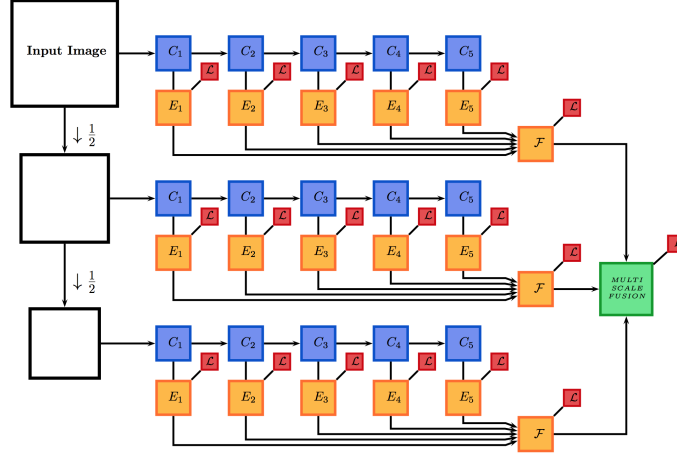 Input Image
C₁ C₂ C₃ C₄ C₅
ℒ ℒ ℒ ℒ ℒ
E₁ E₂ E₃ E₄ E₅
ℒ
ℱ
↓ ½
C₁ C₂ C₃ C₄ C₅
ℒ ℒ ℒ ℒ ℒ
E₁ E₂ E₃ E₄ E₅
ℒ
ℱ
ℒ
MULTI
SCALE
FUSION
↓ ½
C₁ C₂ C₃ C₄ C₅
ℒ ℒ ℒ ℒ ℒ
E₁ E₂ E₃ E₄ E₅
ℒ
ℱ